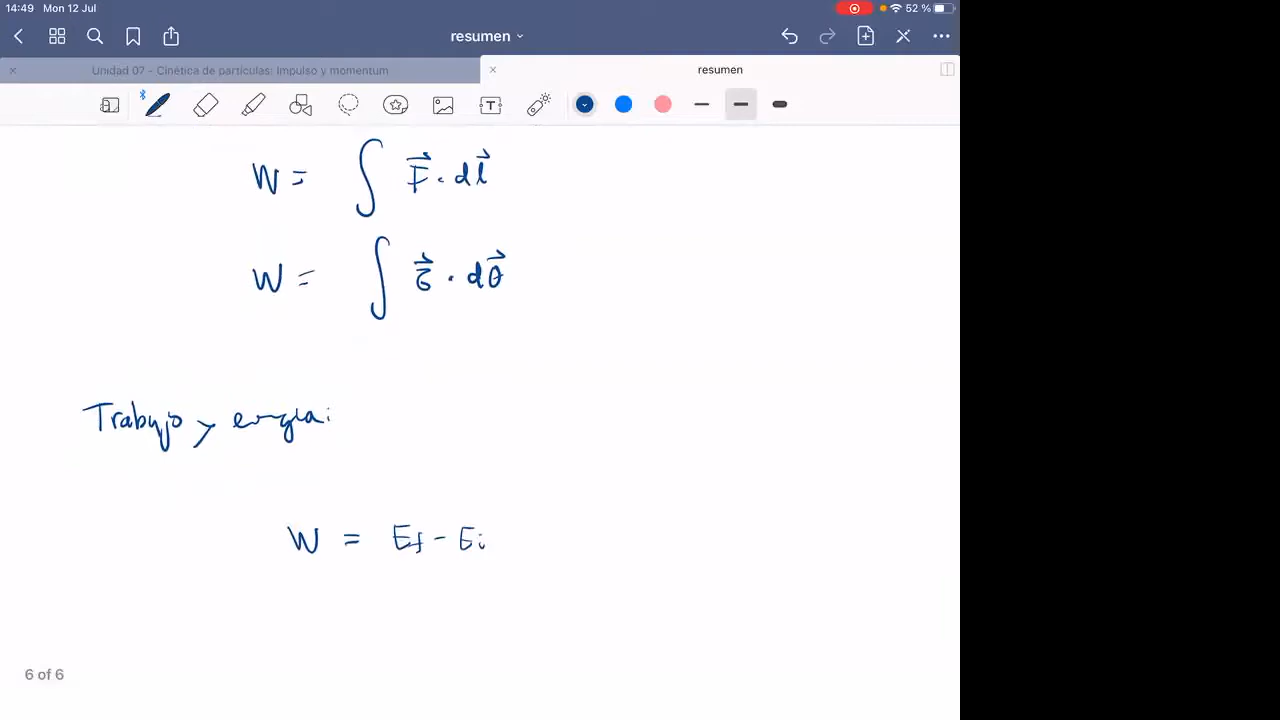 14:49 Mon 12 Jul 52 %
resumen
Unidad 07 - Cinética de partículas: Impulso y momentum
resumen
W = ∫ F⃗ · dl⃗
W = ∫ τ⃗ · dθ⃗
Trabajo y
W = Ef - Ei
6 of 6